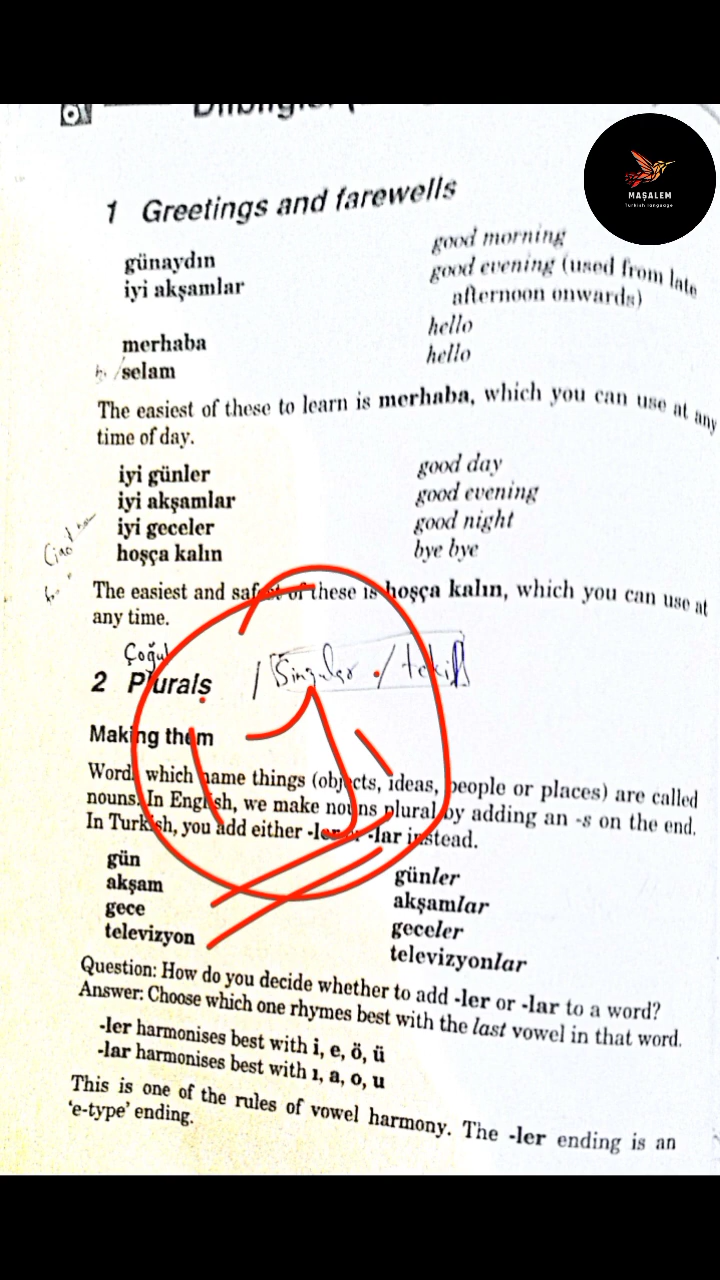 MAŞALEM
Turkish language
1 Greetings and farewells
günaydın good morning
iyi akşamlar good evening (used from late
afternoon onwards)
merhaba hello
selam hello
The easiest of these to learn is merhaba, which you can use at any
time of day.
iyi günler good day
iyi akşamlar good evening
iyi geceler good night
hoşça kalın bye bye
The easiest and safest of these is hoşça kalın, which you can use at
any time.
Çoğul
2 Plurals / Singular / tekil
Making them
Words which name things (objects, ideas, people or places) are called
nouns. In English, we make nouns plural by adding an -s on the end.
In Turkish, you add either -ler or -lar instead.
gün günler
akşam akşamlar
gece geceler
televizyon televizyonlar
Question: How do you decide whether to add -ler or -lar to a word?
Answer: Choose which one rhymes best with the last vowel in that word.
-ler harmonises best with i, e, ö, ü
-lar harmonises best with ı, a, o, u
This is one of the rules of vowel harmony. The -ler ending is an
'e-type' ending.